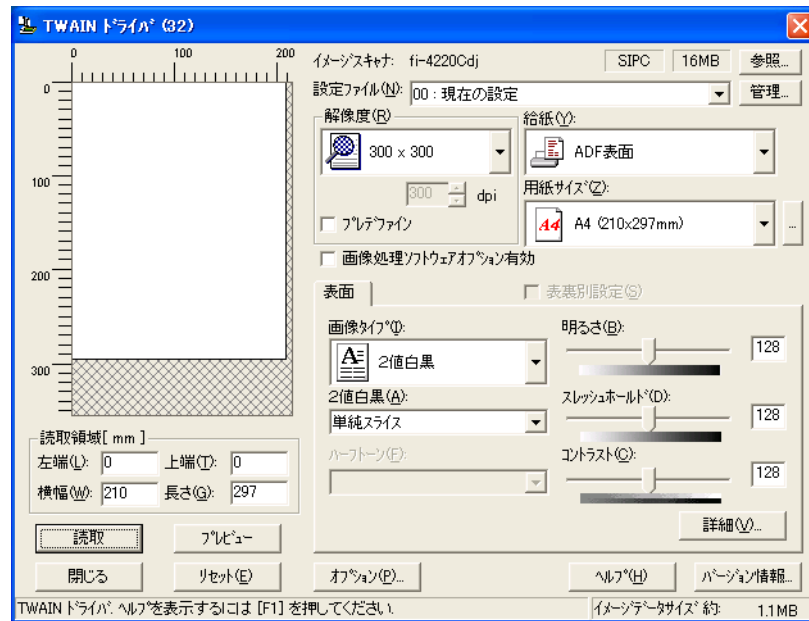 TWAIN ﾄﾞﾗｲﾊﾞ (32)
0 100 200
0
100
200
300
ｲﾒｰｼﾞｽｷｬﾅ: fi-4220Cdj SIPC 16MB 参照...
設定ﾌｧｲﾙ(N): 00 : 現在の設定 管理...
解像度(R)
300 x 300
300 dpi
ﾌﾟﾚﾃﾞﾌｧｲﾝ
給紙(Y):
ADF表面
用紙ｻｲｽﾞ(Z):
A4 A4 (210x297mm) ...
画像処理ｿﾌﾄｳｪｱｵﾌﾟｼｮﾝ有効
表面 表裏別設定(S)
画像ﾀｲﾌﾟ(I):
A 2値白黒
2値白黒(A):
単純ｽﾗｲｽ
ﾊｰﾌﾄｰﾝ(F):
明るさ(B):
128
ｽﾚｯｼｭﾎｰﾙﾄﾞ(D):
128
ｺﾝﾄﾗｽﾄ(C):
128
詳細(V)...
読取領域[ mm ]
左端(L): 0 上端(T): 0
横幅(W): 210 長さ(G): 297
読取 ﾌﾟﾚﾋﾞｭｰ
閉じる ﾘｾｯﾄ(E) ｵﾌﾟｼｮﾝ(P)... ﾍﾙﾌﾟ(H) ﾊﾞｰｼﾞｮﾝ情報...
TWAIN ﾄﾞﾗｲﾊﾞ. ﾍﾙﾌﾟを表示するには [F1] を押してください. ｲﾒｰｼﾞﾃﾞｰﾀｻｲｽﾞ 約: 1.1MB